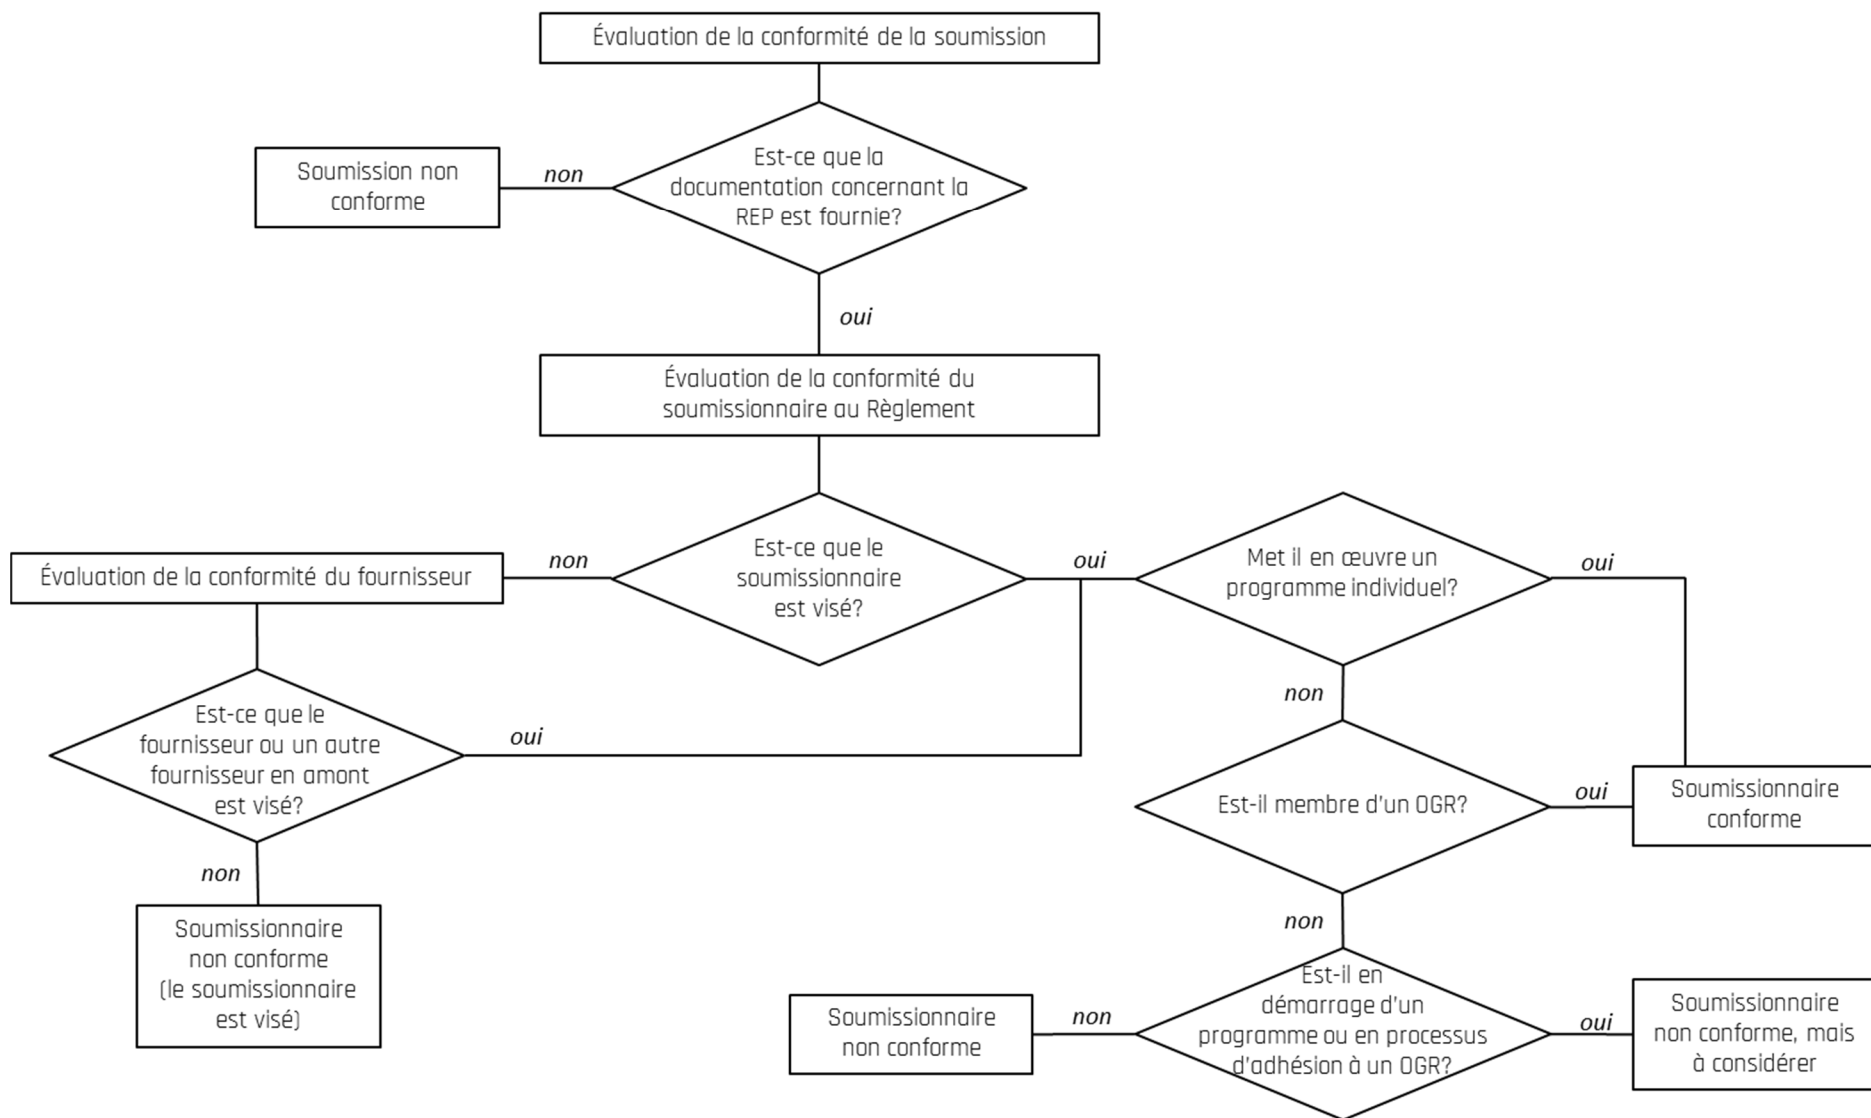 Évaluation de la conformité de la soumission
Est-ce que la
documentation concernant la
REP est fournie?
non
Soumission non
conforme
oui
Évaluation de la conformité du
soumissionnaire au Règlement
Est-ce que le
soumissionnaire
est visé?
non
Évaluation de la conformité du fournisseur
oui
Met il en œuvre un
programme individuel?
oui
Est-ce que le
fournisseur ou un autre
fournisseur en amont
est visé?
oui
non
Soumissionnaire
non conforme
(le soumissionnaire
est visé)
non
Est-il membre d'un OGR?
oui
Soumissionnaire
conforme
non
Est-il en
démarrage d'un
programme ou en processus
d'adhésion à un OGR?
non
Soumissionnaire
non conforme
oui
Soumissionnaire
non conforme, mais
à considérer